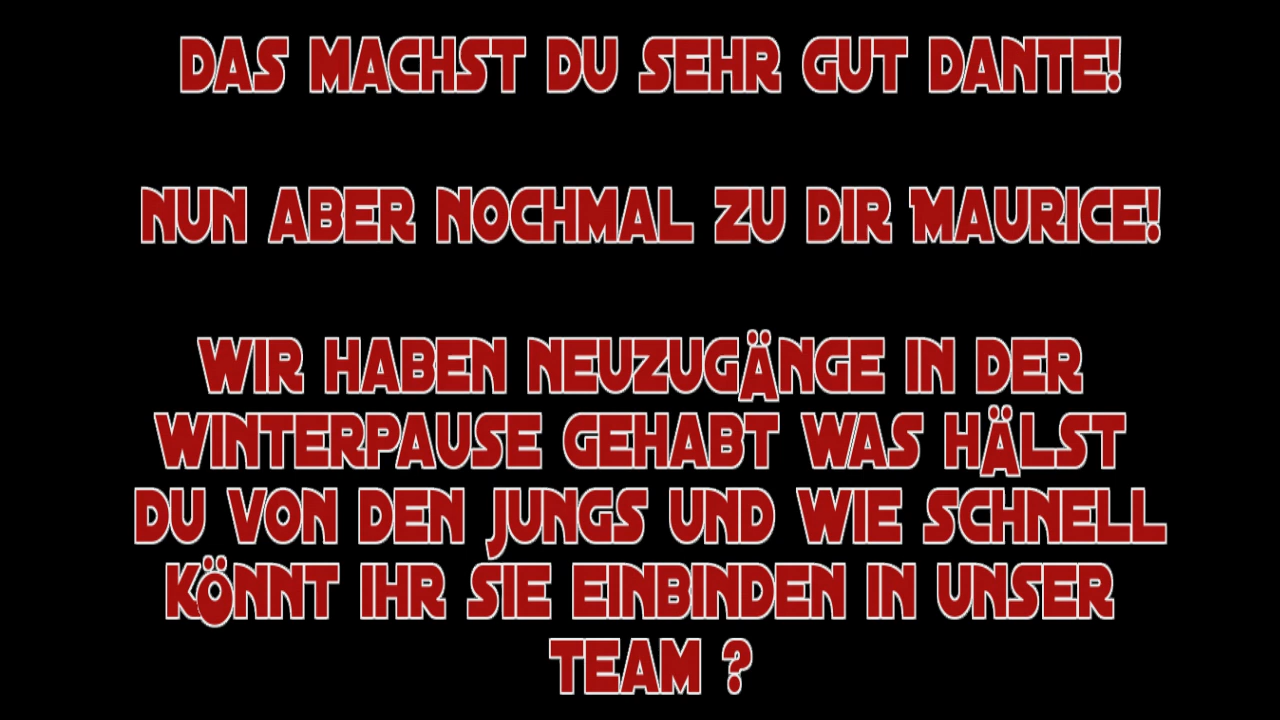 DAS MACHST DU SEHR GUT DANTE!
NUN ABER NOCHMAL ZU DIR MAURICE!
WIR HABEN NEUZUGÄNGE IN DER
WINTERPAUSE GEHABT WAS HÄLST
DU VON DEN JUNGS UND WIE SCHNELL
KÖNNT IHR SIE EINBINDEN IN UNSER
TEAM ?